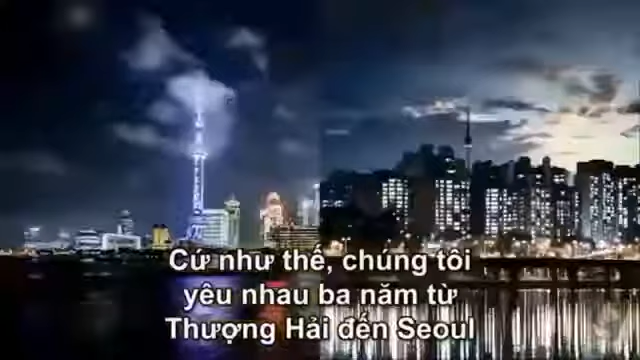 Cứ như thế, chúng tôi
yêu nhau ba năm từ
Thượng Hải đến Seoul